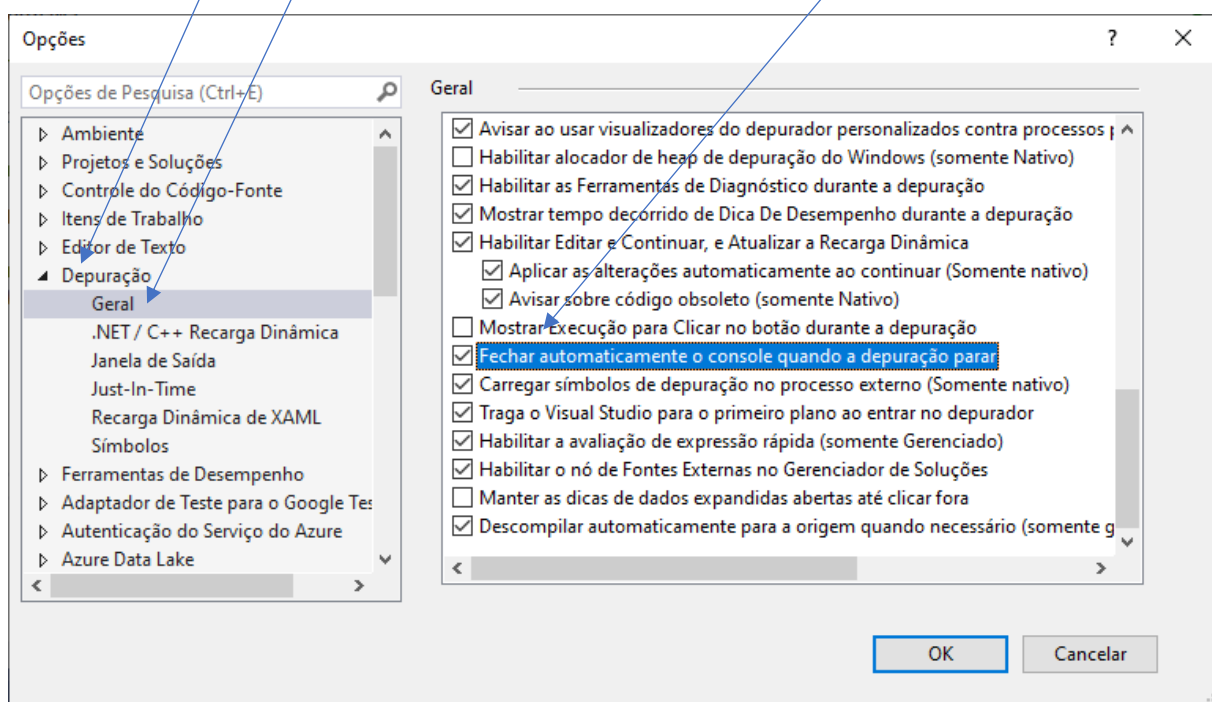 Opções
?
Opções de Pesquisa (Ctrl+E)
Ambiente
Projetos e Soluções
Controle do Código-Fonte
Itens de Trabalho
Editor de Texto
Depuração
Geral
.NET / C++ Recarga Dinâmica
Janela de Saída
Just-In-Time
Recarga Dinâmica de XAML
Símbolos
Ferramentas de Desempenho
Adaptador de Teste para o Google Tes
Autenticação do Serviço do Azure
Azure Data Lake
Geral
Avisar ao usar visualizadores do depurador personalizados contra processos
Habilitar alocador de heap de depuração do Windows (somente Nativo)
Habilitar as Ferramentas de Diagnóstico durante a depuração
Mostrar tempo decorrido de Dica De Desempenho durante a depuração
Habilitar Editar e Continuar, e Atualizar a Recarga Dinâmica
Aplicar as alterações automaticamente ao continuar (Somente nativo)
Avisar sobre código obsoleto (somente Nativo)
Mostrar Execução para Clicar no botão durante a depuração
Fechar automaticamente o console quando a depuração parar
Carregar símbolos de depuração no processo externo (Somente nativo)
Traga o Visual Studio para o primeiro plano ao entrar no depurador
Habilitar a avaliação de expressão rápida (somente Gerenciado)
Habilitar o nó de Fontes Externas no Gerenciador de Soluções
Manter as dicas de dados expandidas abertas até clicar fora
Descompilar automaticamente para a origem quando necessário (somente g
OK
Cancelar